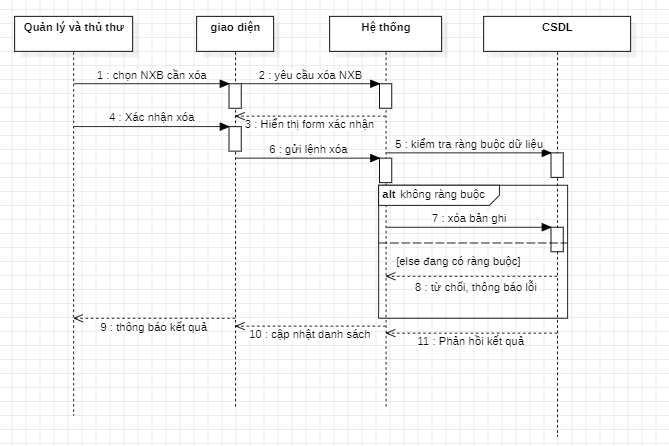 Quản lý và thủ thư
giao diện
Hệ thống
CSDL
1 : chọn NXB cần xóa
2 : yêu cầu xóa NXB
3 : Hiển thị form xác nhận
4 : Xác nhận xóa
5 : kiểm tra ràng buộc dữ liệu
6 : gửi lệnh xóa
alt không ràng buộc
7 : xóa bản ghi
[else đang có ràng buộc]
8 : từ chối, thông báo lỗi
9 : thông báo kết quả
10 : cập nhật danh sách
11 : Phản hồi kết quả